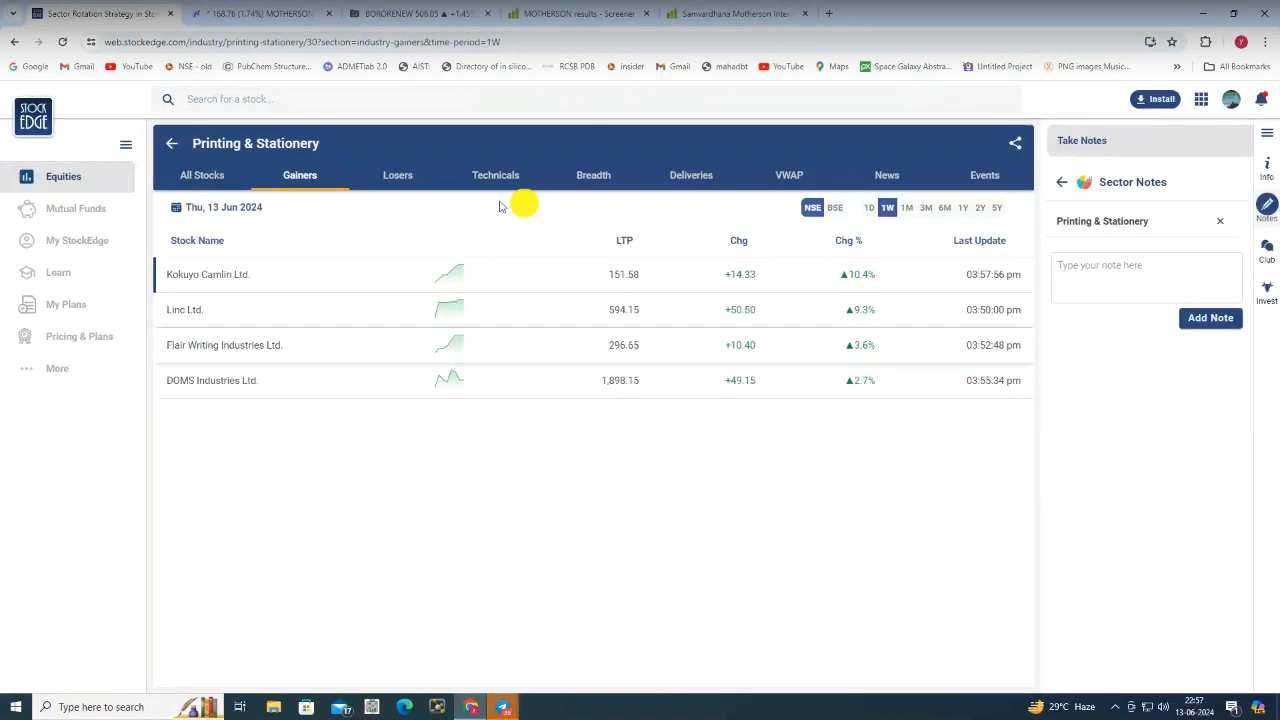 Sector Rotation Strategy in S
168.76 (1.74%) MOTHERSON
BORORENEW 506.05 ▲ +1.45%
MOTHERSON results - Screener
Samvardhana Motherson Inter
web.stockedge.com/industry/printing-stationery/30?section=industry-gainers&time-period=1W
Google Gmail YouTube NSE - old PubChem Structure... ADMETlab 2.0 AIST: Directory of in silico... RCSB PDB insider Gmail mahadbt YouTube Maps Space Galaxy Abstra... Untitled Project PNG images Music... » All Bookmarks
STOCK
EDGE
Search for a stock...
Install
Equities
Mutual Funds
My StockEdge
Learn
My Plans
Pricing & Plans
More
Printing & Stationery
All Stocks Gainers Losers Technicals Breadth Deliveries VWAP News Events
Thu, 13 Jun 2024 NSE BSE 1D 1W 1M 3M 6M 1Y 2Y 5Y
Stock Name LTP Chg Chg % Last Update
Kokuyo Camlin Ltd. 151.58 +14.33 ▲10.4% 03:57:56 pm
Linc Ltd. 594.15 +50.50 ▲9.3% 03:50:00 pm
Flair Writing Industries Ltd. 296.65 +10.40 ▲3.6% 03:52:48 pm
DOMS Industries Ltd. 1,898.15 +49.15 ▲2.7% 03:55:34 pm
Take Notes
Sector Notes
Printing & Stationery
Type your note here
Add Note
Info
Notes
Club
Invest
Type here to search
17
29°C Haze
22:57
13-06-2024